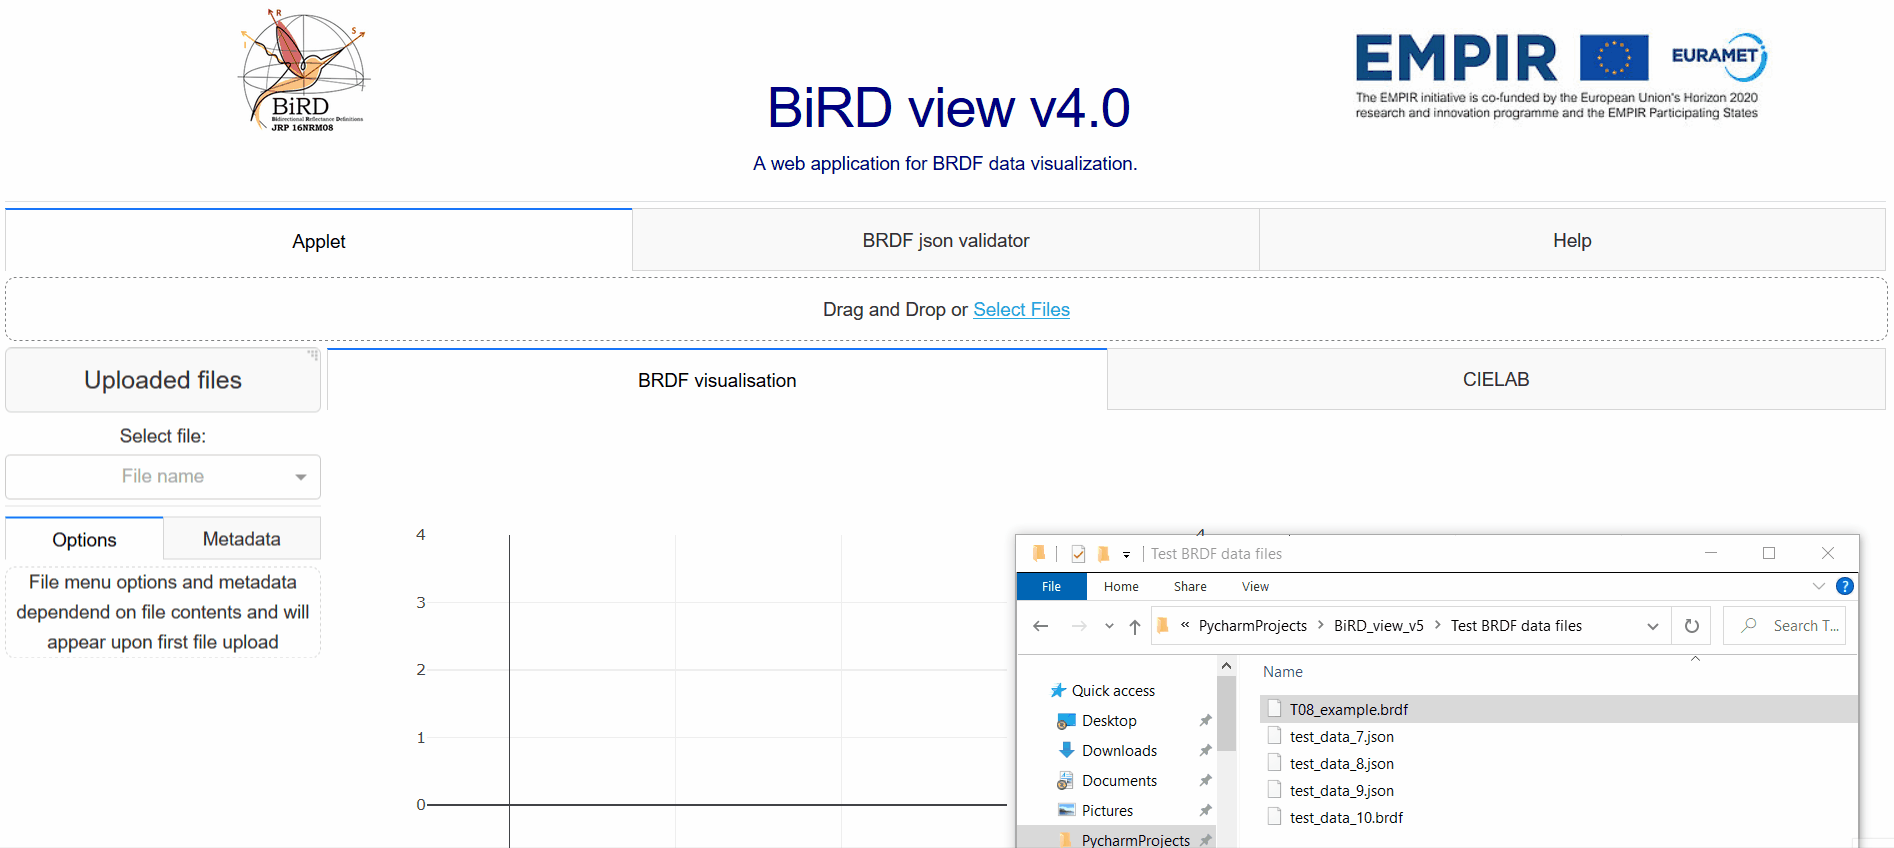 R
I
S
BiRD
Bidirectional Reflectance Definitions
JRP 16NRM08
BiRD view v4.0
A web application for BRDF data visualization.
EMPIR
EURAMET
The EMPIR initiative is co-funded by the European Union's Horizon 2020
research and innovation programme and the EMPIR Participating States
Applet
BRDF json validator
Help
Drag and Drop or Select Files
Uploaded files
Select file:
File name
Options
Metadata
File menu options and metadata
dependend on file contents and will
appear upon first file upload
BRDF visualisation
CIELAB
4
3
2
1
0
4
Test BRDF data files
File
Home
Share
View
?
« PycharmProjects > BiRD_view_v5 > Test BRDF data files
Search T...
Quick access
Desktop
Downloads
Documents
Pictures
PycharmProjects
Name
T08_example.brdf
test_data_7.json
test_data_8.json
test_data_9.json
test_data_10.brdf